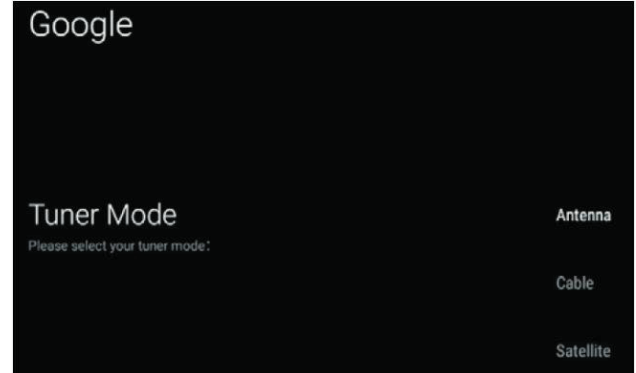 Google
Tuner Mode
Please select your tuner mode:
Antenna
Cable
Satellite